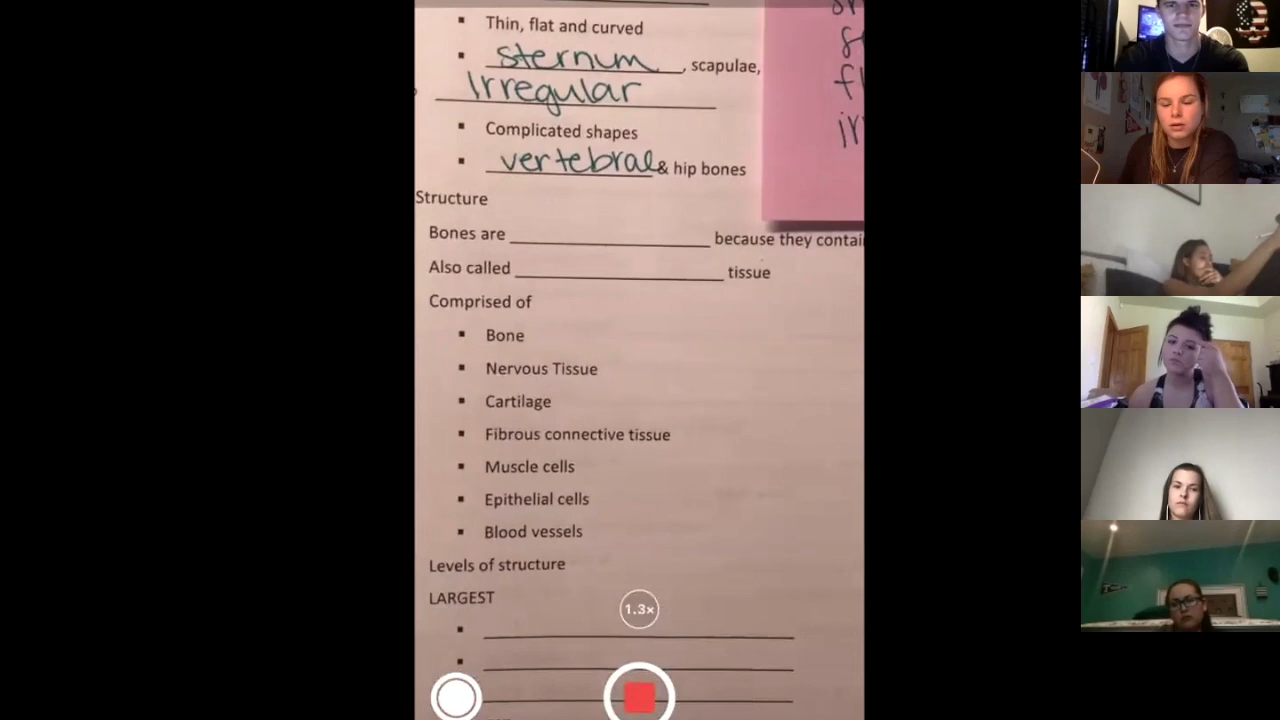 Thin, flat and curved
sternum, scapulae,
Irregular
Complicated shapes
vertebrae & hip bones
Structure
Bones are ____________ because they contai
Also called ____________ tissue
Comprised of
Bone
Nervous Tissue
Cartilage
Fibrous connective tissue
Muscle cells
Epithelial cells
Blood vessels
Levels of structure
LARGEST
1.3×